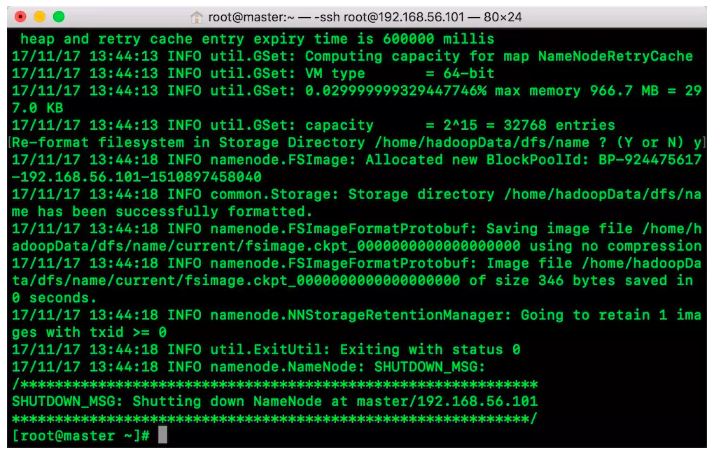 root@master:~ — -ssh root@192.168.56.101 — 80×24
heap and retry cache entry expiry time is 600000 millis
17/11/17 13:44:13 INFO util.GSet: Computing capacity for map NameNodeRetryCache
17/11/17 13:44:13 INFO util.GSet: VM type       = 64-bit
17/11/17 13:44:13 INFO util.GSet: 0.029999999329447746% max memory 966.7 MB = 29
7.0 KB
17/11/17 13:44:13 INFO util.GSet: capacity      = 2^15 = 32768 entries
[Re-format filesystem in Storage Directory /home/hadoopData/dfs/name ? (Y or N) y]
17/11/17 13:44:18 INFO namenode.FSImage: Allocated new BlockPoolId: BP-924475617
-192.168.56.101-1510897458040
17/11/17 13:44:18 INFO common.Storage: Storage directory /home/hadoopData/dfs/na
me has been successfully formatted.
17/11/17 13:44:18 INFO namenode.FSImageFormatProtobuf: Saving image file /home/h
adoopData/dfs/name/current/fsimage.ckpt_0000000000000000000 using no compression
17/11/17 13:44:18 INFO namenode.FSImageFormatProtobuf: Image file /home/hadoopDa
ta/dfs/name/current/fsimage.ckpt_0000000000000000000 of size 346 bytes saved in
0 seconds.
17/11/17 13:44:18 INFO namenode.NNStorageRetentionManager: Going to retain 1 ima
ges with txid >= 0
17/11/17 13:44:18 INFO util.ExitUtil: Exiting with status 0
17/11/17 13:44:18 INFO namenode.NameNode: SHUTDOWN_MSG:
/************************************************************
SHUTDOWN_MSG: Shutting down NameNode at master/192.168.56.101
************************************************************/
[root@master ~]#